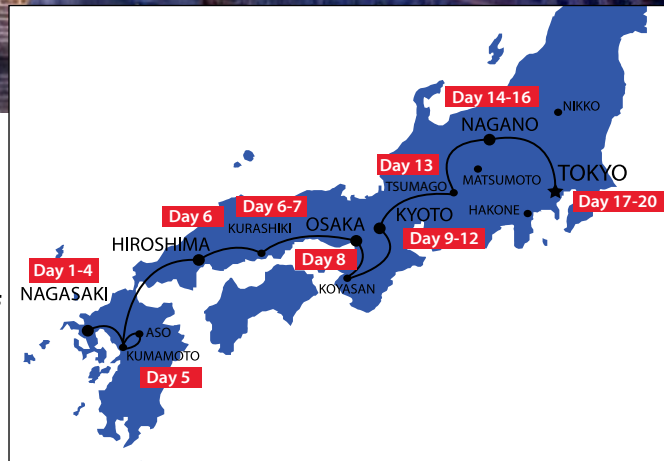 Day 14-16
NIKKO
NAGANO
Day 13
MATSUMOTO
TOKYO
TSUMAGO
Day 6-7
Day 17-20
Day 6
HAKONE
KURASHIKI
OSAKA
KYOTO
HIROSHIMA
Day 9-12
Day 8
Day 1-4
KOYASAN
NAGASAKI
ASO
KUMAMOTO
Day 5